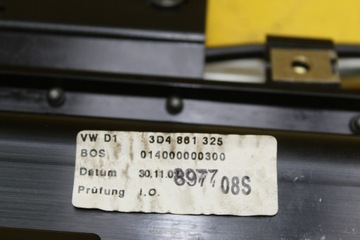 VW D1 3D4 861 325
BOS 014000000300
Datum 30.11.0 8977 08S
Prüfung I.O.